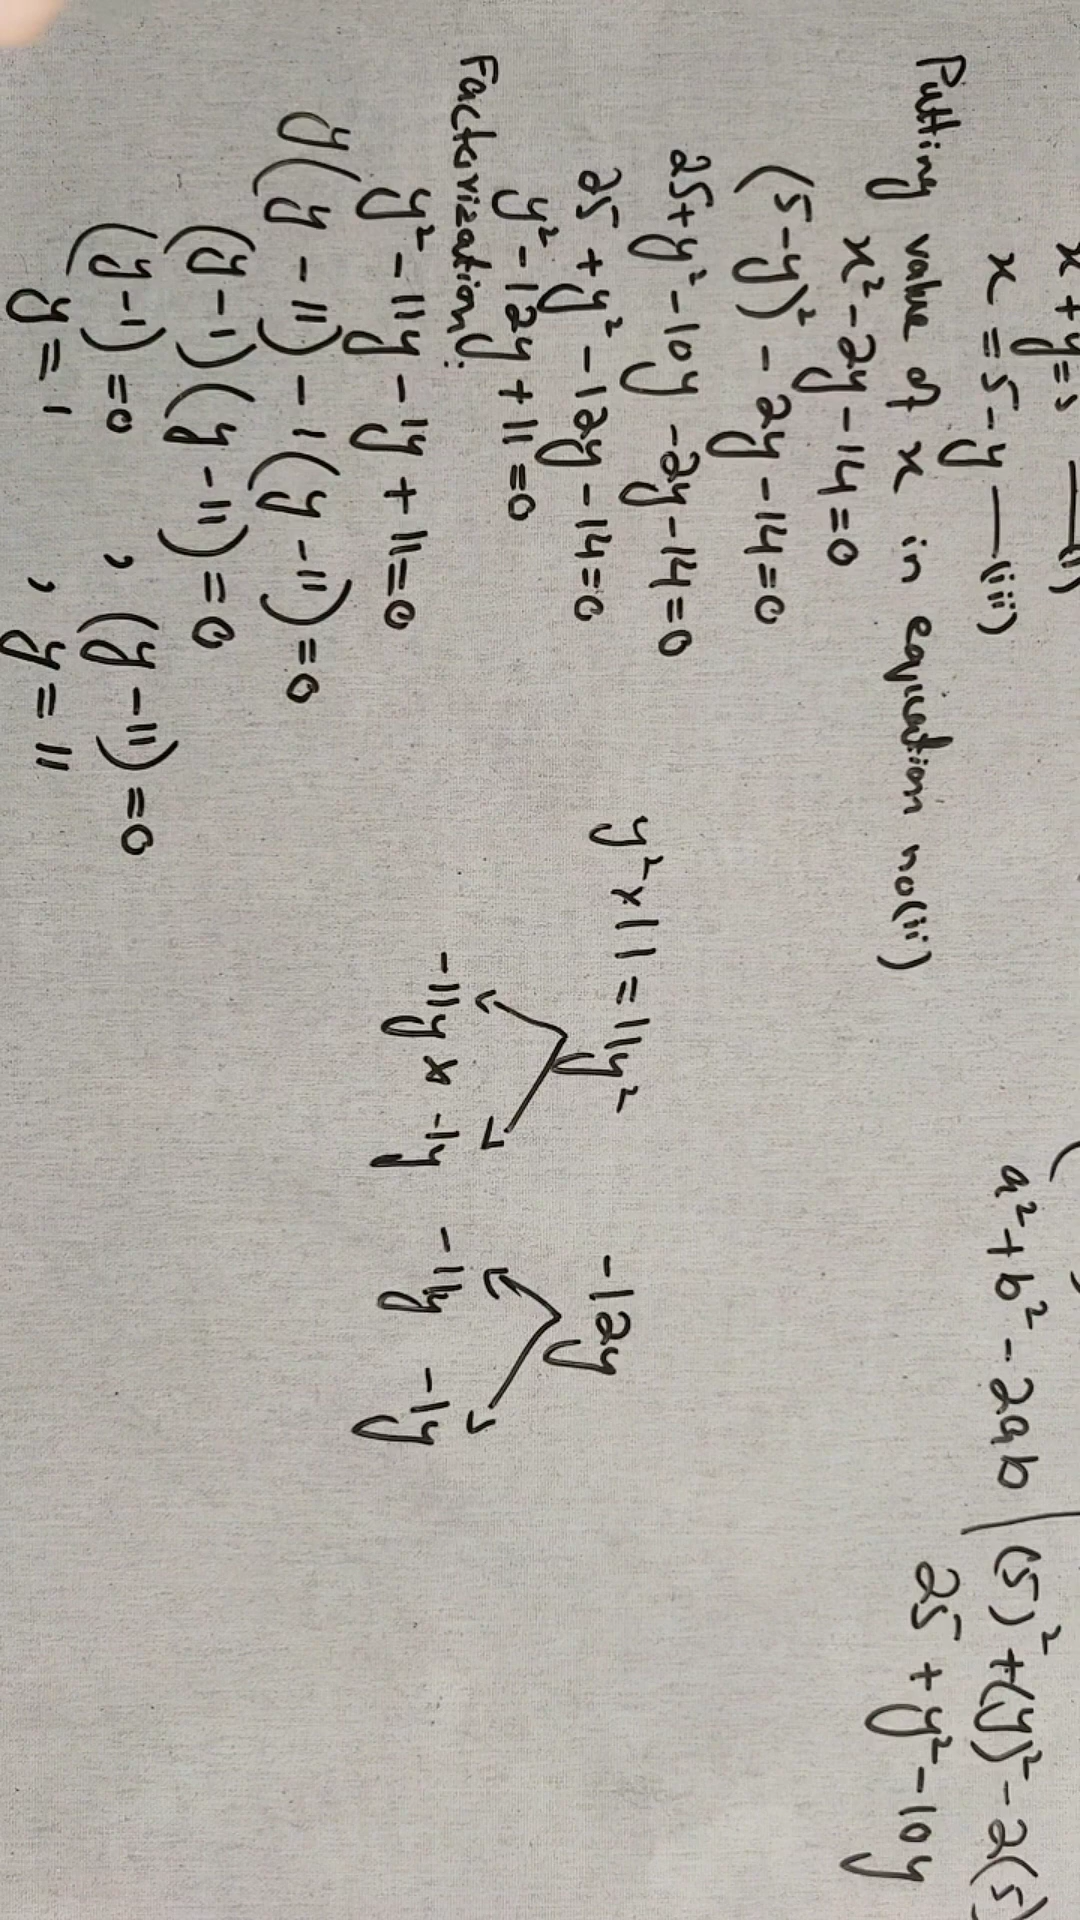 x + y = 5 — (i)
x = 5 - y — (iii)
Putting value of x in equation no(ii)
x² - 2y - 14 = 0
(5-y)² - 2y - 14 = 0
25 + y² - 10y - 2y - 14 = 0
25 + y² - 12y - 14 = 0
y² - 12y + 11 = 0
Factorization:
y² - 11y - 1y + 11 = 0
y(y - 11) - 1(y - 11) = 0
(y - 1)(y - 11) = 0
(y - 1) = 0 , (y - 11) = 0
y = 1 , y = 11
y² × 11 = 11y²
-11y × -1y
-12y
-11y -1y
a² + b² - 2ab
(5)² + (y)² - 2(5)
25 + y² - 10y